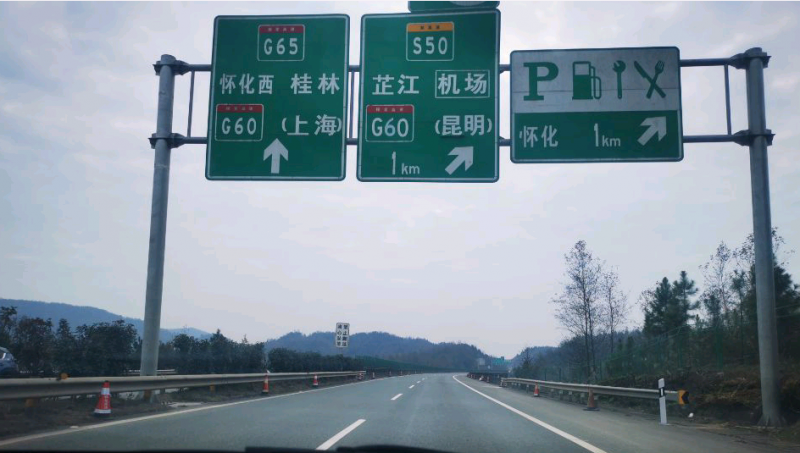 G65
怀化西 桂林
G60 (上海)
S50
芷江 机场
G60 (昆明)
1km
P
怀化 1km